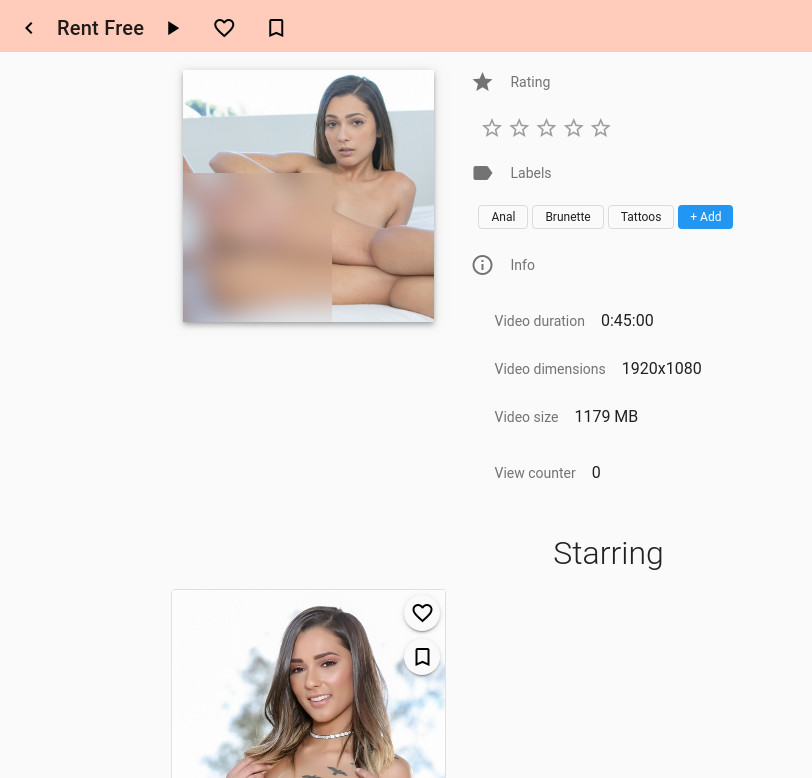 Rent Free
Rating
Labels
Anal Brunette Tattoos + Add
Info
Video duration 0:45:00
Video dimensions 1920x1080
Video size 1179 MB
View counter 0
Starring